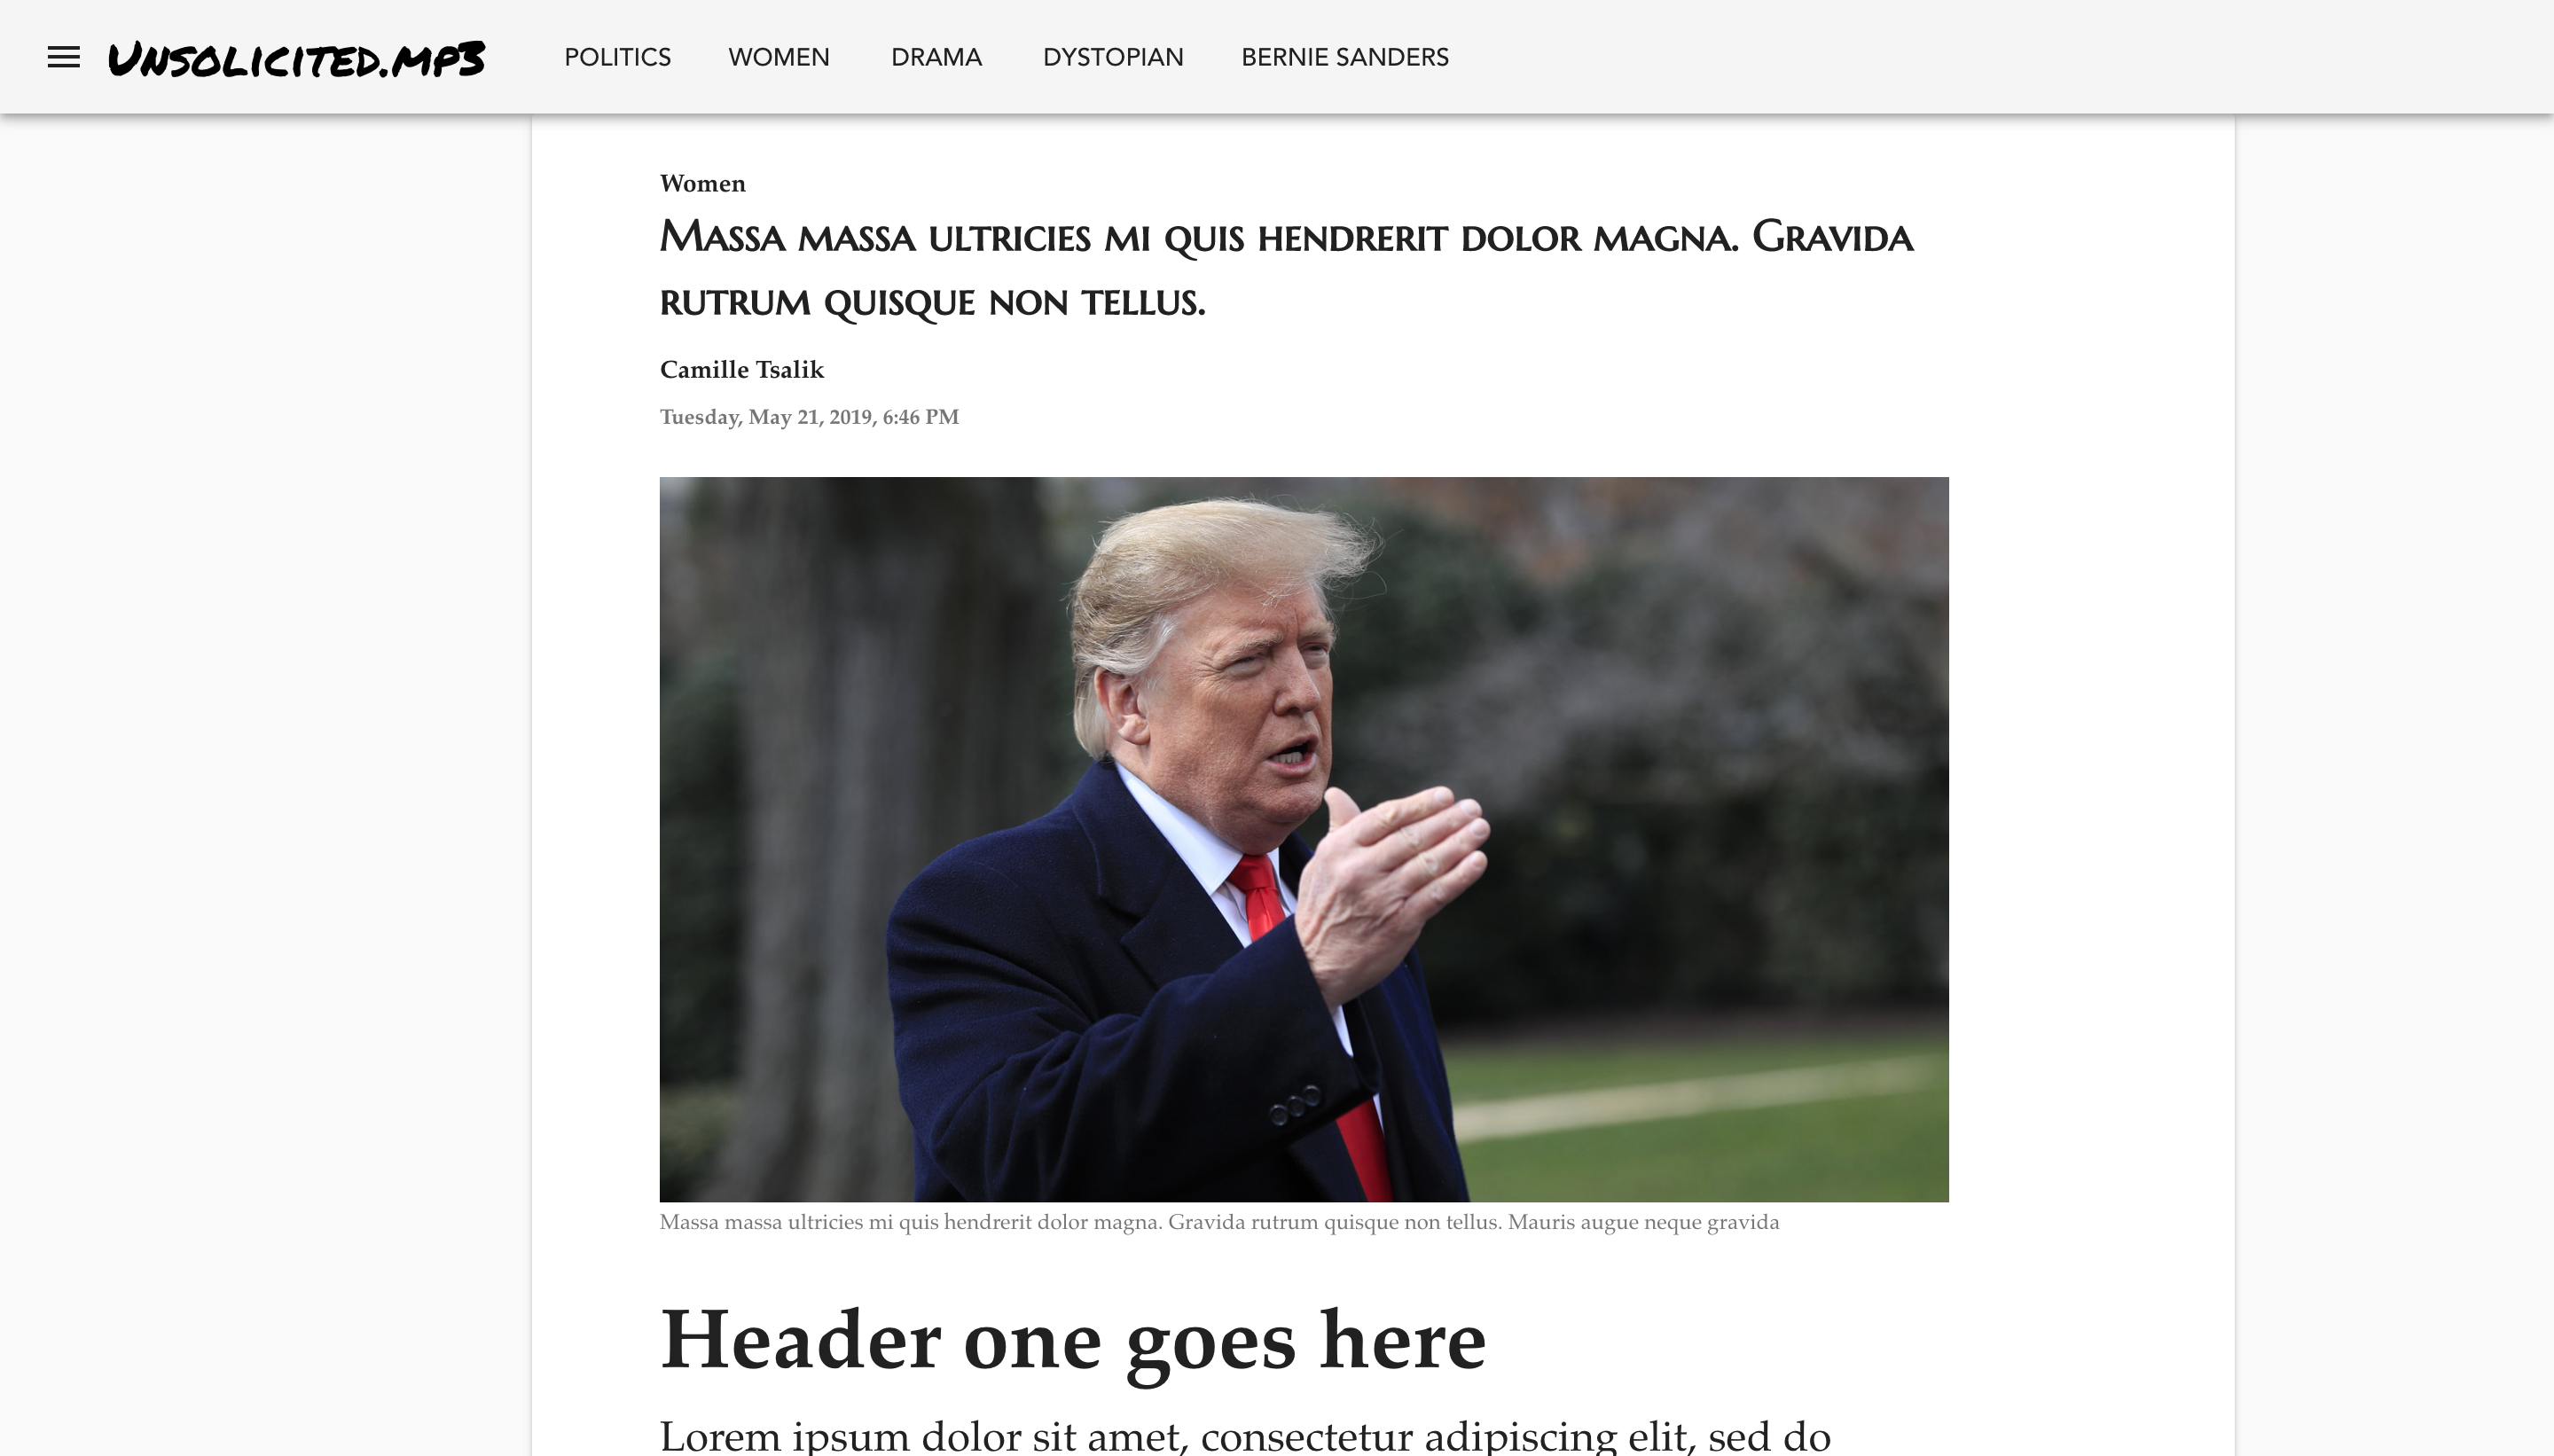 Unsolicited.mp3
POLITICS
WOMEN
DRAMA
DYSTOPIAN
BERNIE SANDERS
Women
Massa massa ultricies mi quis hendrerit dolor magna. Gravida
rutrum quisque non tellus.
Camille Tsalik
Tuesday, May 21, 2019, 6:46 PM
Massa massa ultricies mi quis hendrerit dolor magna. Gravida rutrum quisque non tellus. Mauris augue neque gravida
Header one goes here
Lorem ipsum dolor sit amet, consectetur adipiscing elit, sed do